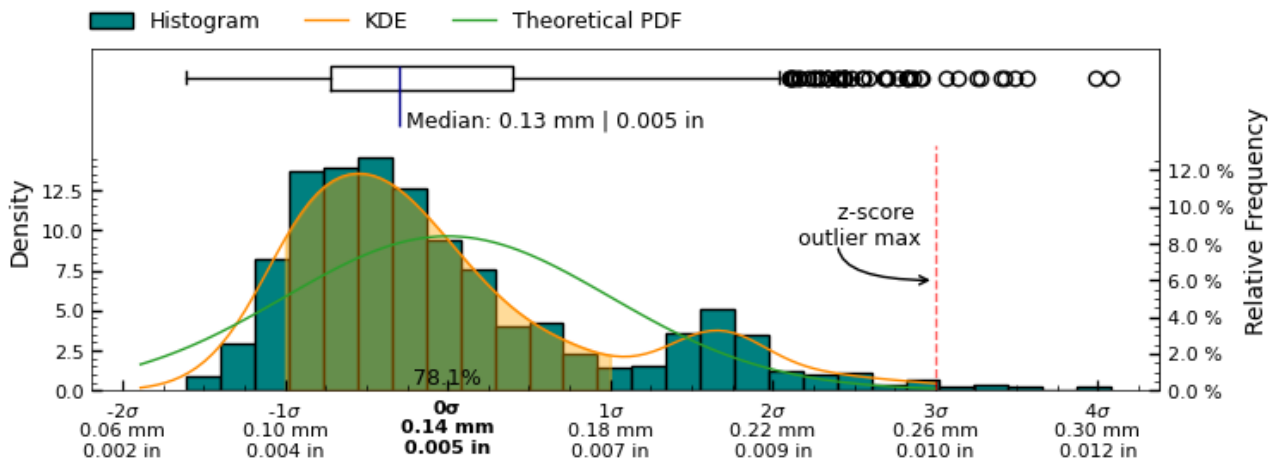 Histogram KDE Theoretical PDF
Median: 0.13 mm | 0.005 in
Density
12.5
10.0
7.5
5.0
2.5
0.0
z-score
outlier max
78.1%
12.0 %
10.0 %
8.0 %
6.0 %
4.0 %
2.0 %
0.0 %
Relative Frequency
-2σ -1σ 0σ 1σ 2σ 3σ 4σ
0.06 mm 0.10 mm 0.14 mm 0.18 mm 0.22 mm 0.26 mm 0.30 mm
0.002 in 0.004 in 0.005 in 0.007 in 0.009 in 0.010 in 0.012 in